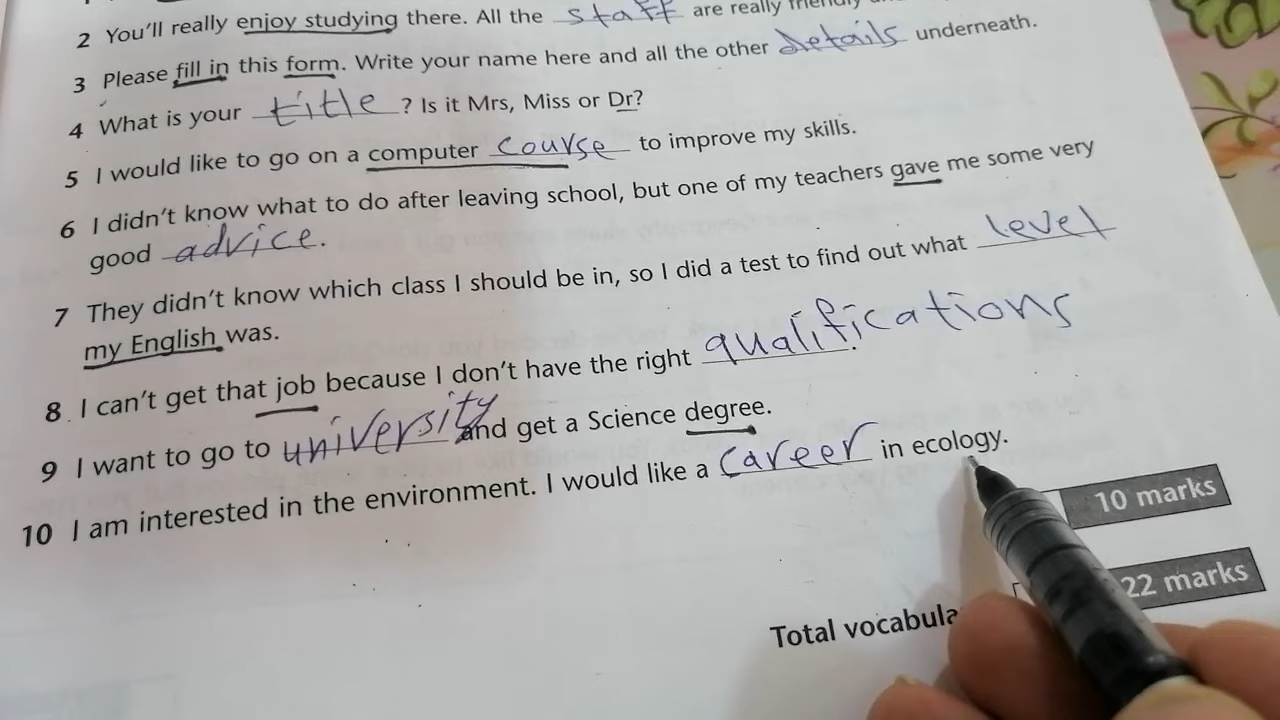 2 You'll really enjoy studying there. All the staff are really friendly
3 Please fill in this form. Write your name here and all the other details underneath.
4 What is your title? Is it Mrs, Miss or Dr?
5 I would like to go on a computer course to improve my skills.
6 I didn't know what to do after leaving school, but one of my teachers gave me some very
good advice.
7 They didn't know which class I should be in, so I did a test to find out what level
my English was.
8 I can't get that job because I don't have the right qualifications.
9 I want to go to university and get a Science degree.
10 I am interested in the environment. I would like a career in ecology.
10 marks
22 marks
Total vocabula